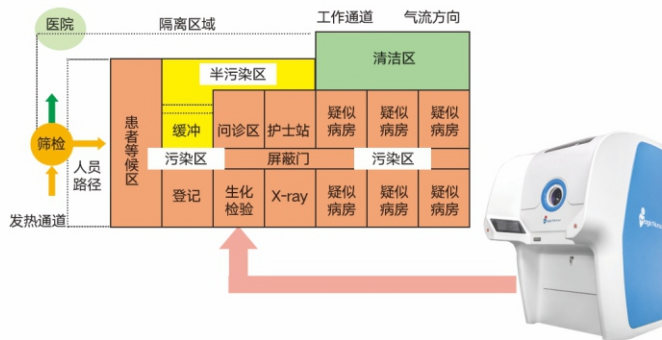 医院
隔离区域
工作通道
气流方向
清洁区
半污染区
患者等候区
缓冲
问诊区
护士站
疑似
病房
疑似
病房
疑似
病房
筛检
人员
路径
污染区
屏蔽门
污染区
登记
生化
检验
X-ray
疑似
病房
疑似
病房
疑似
病房
发热通道